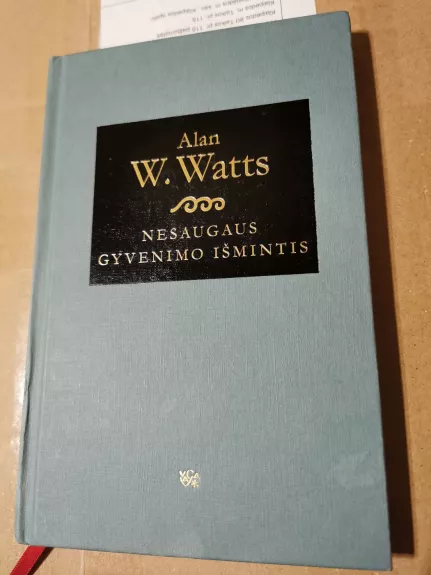 Alan
W. Watts
NESAUGAUS
GYVENIMO IŠMINTIS